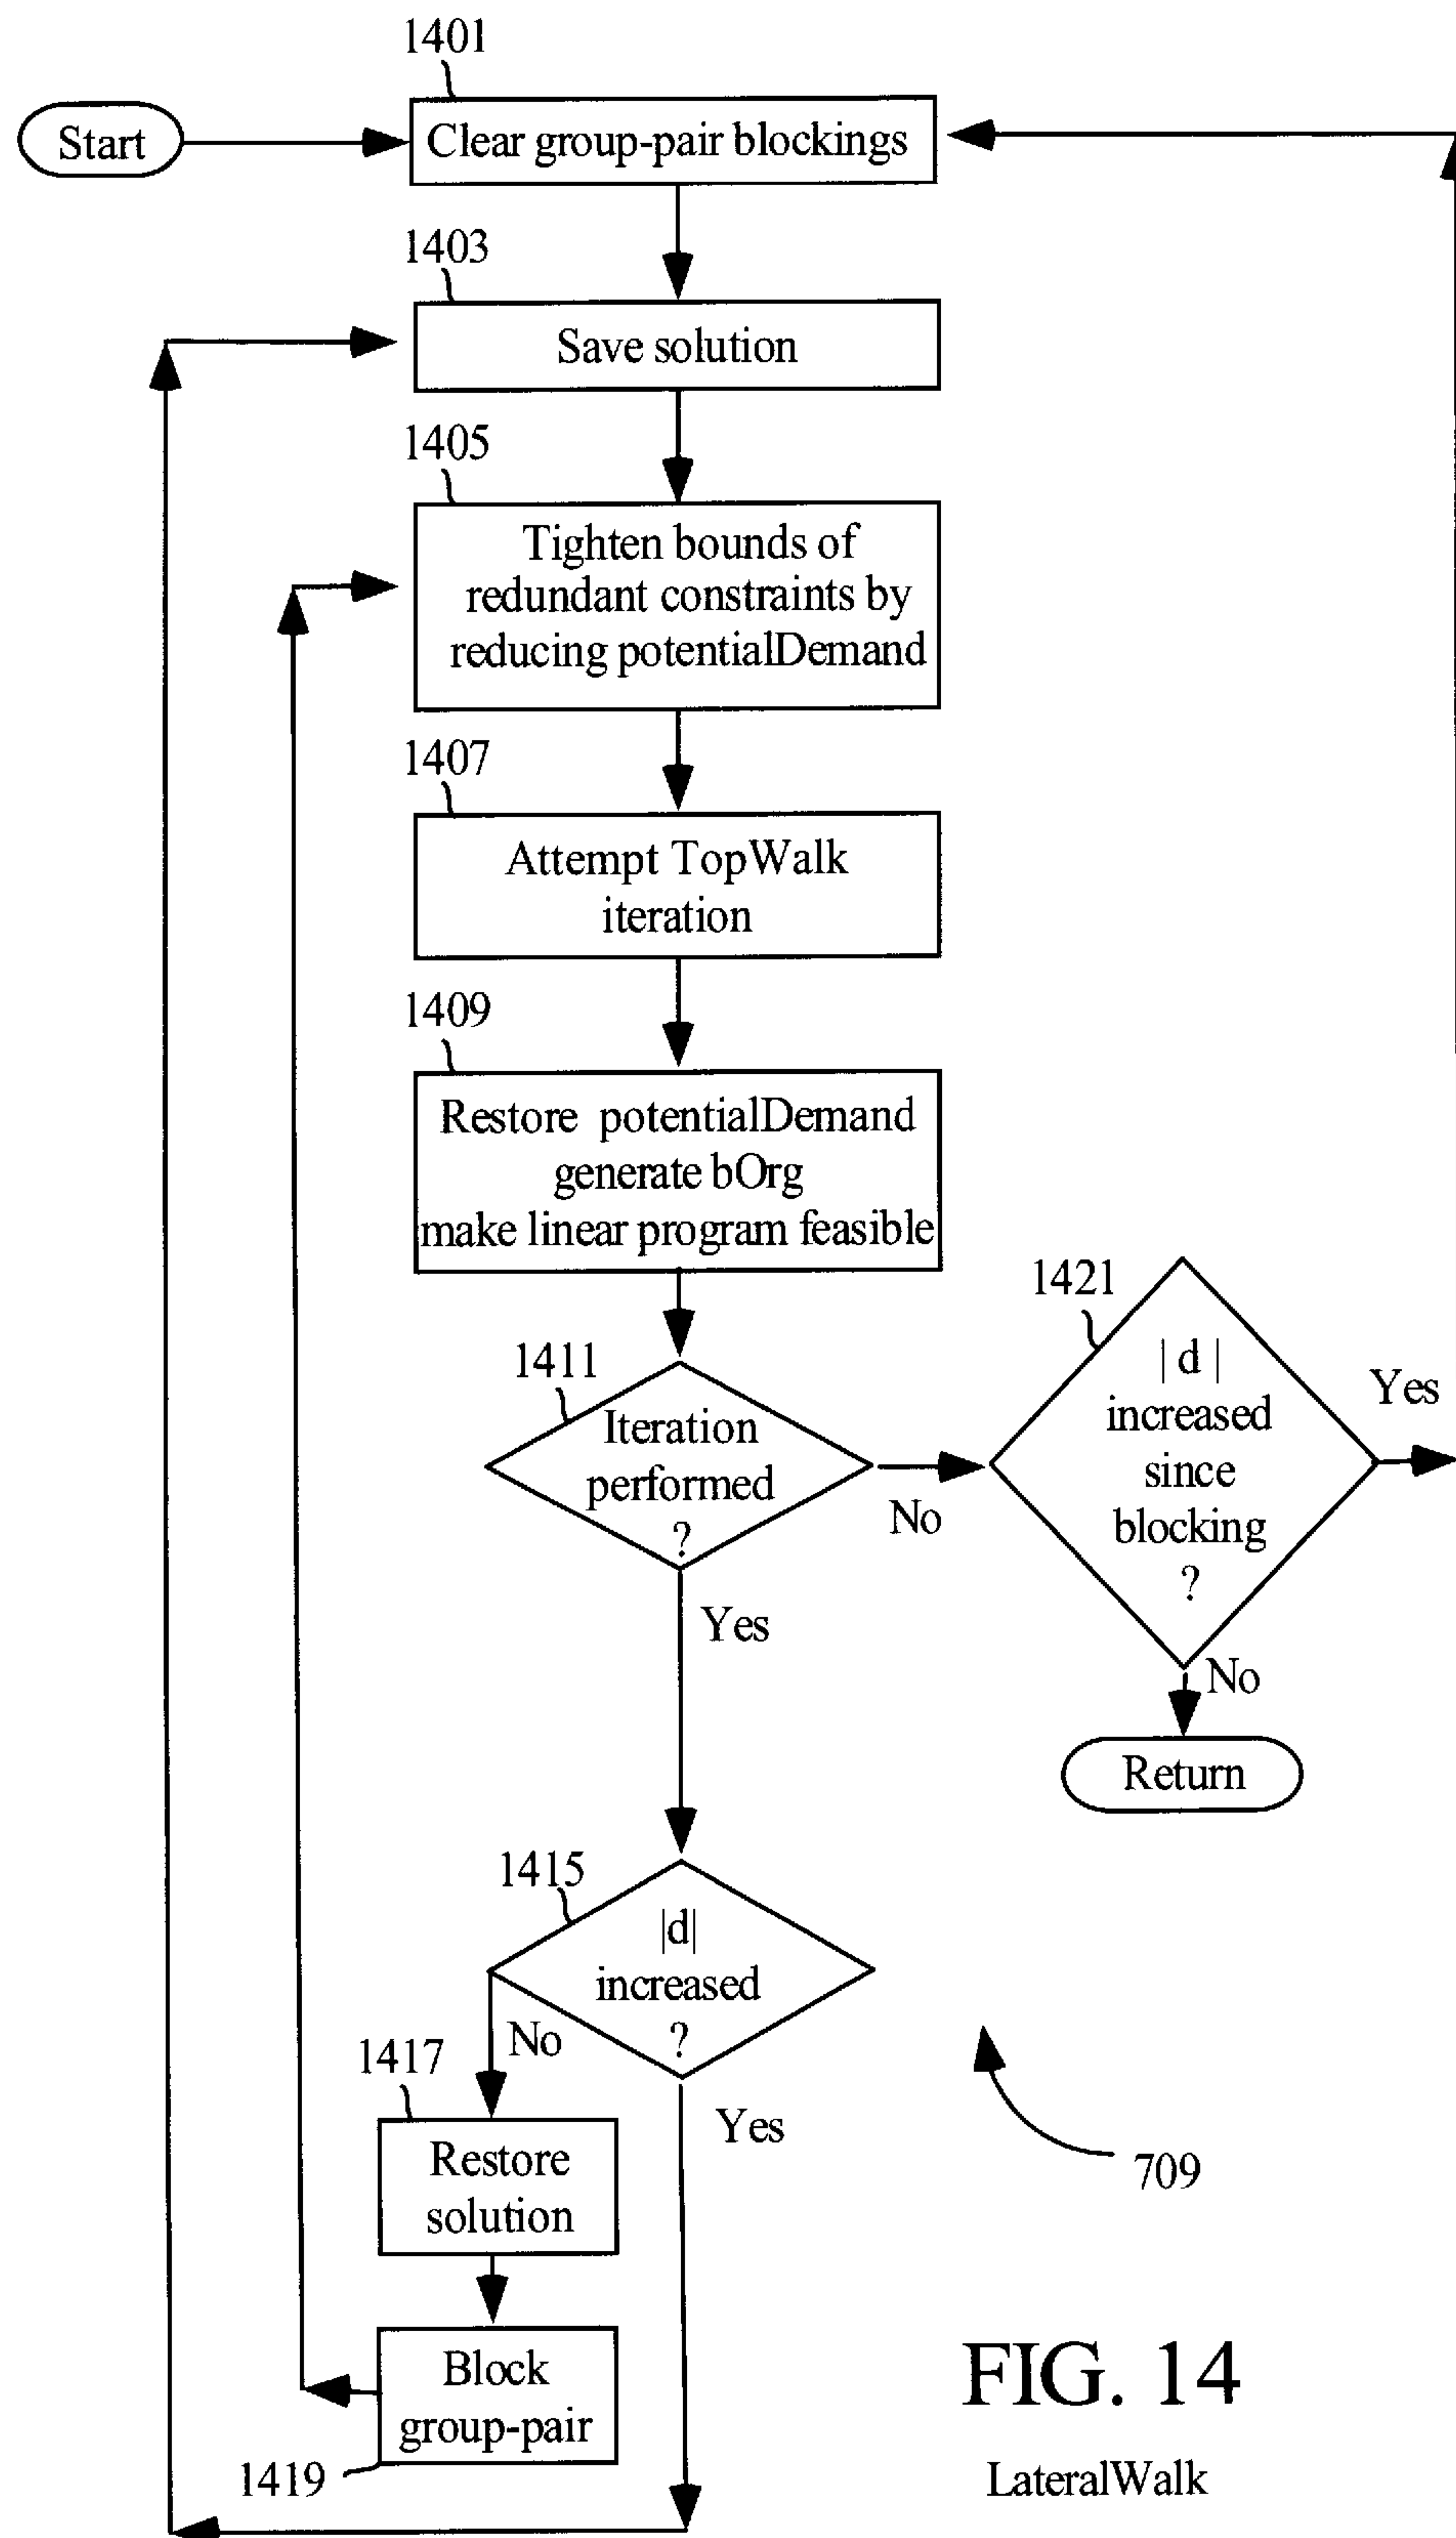 1401
Start
Clear group-pair blockings
1403
Save solution
1405
Tighten bounds of
redundant constraints by
reducing potentialDemand
1407
Attempt TopWalk
iteration
1409
Restore potentialDemand
generate bOrg
make linear program feasible
1411
Iteration
performed
?
No
Yes
1421
| d |
increased
since
blocking
?
Yes
No
Return
1415
|d|
increased
?
No
Yes
1417
Restore
solution
Block
group-pair
1419
709
FIG. 14
LateralWalk